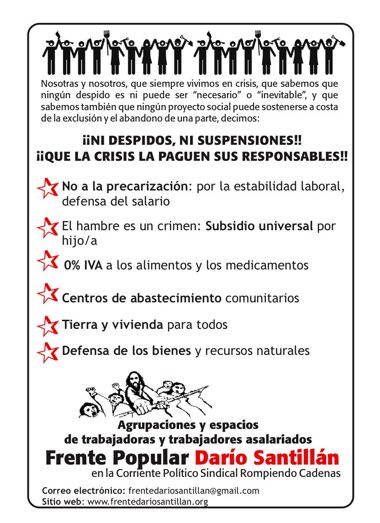 Nosotras y nosotros, que siempre vivimos en crisis, que sabemos que
ningún despido es ni puede ser “necesario” o “inevitable”, y que
sabemos también que ningún proyecto social puede sostenerse a costa
de la exclusión y el abandono de una parte, decimos:
¡¡NI DESPIDOS, NI SUSPENSIONES!!
¡¡QUE LA CRISIS LA PAGUEN SUS RESPONSABLES!!
No a la precarización: por la estabilidad laboral,
defensa del salario
El hambre es un crimen: Subsidio universal por
hijo/a
0% IVA a los alimentos y los medicamentos
Centros de abastecimiento comunitarios
Tierra y vivienda para todos
Defensa de los bienes y recursos naturales
Agrupaciones y espacios
de trabajadoras y trabajadores asalariados
Frente Popular Darío Santillán
en la Corriente Político Sindical Rompiendo Cadenas
Correo electrónico: frentedariosantillan@gmail.com
Sitio web: www.frentedariosantillan.org